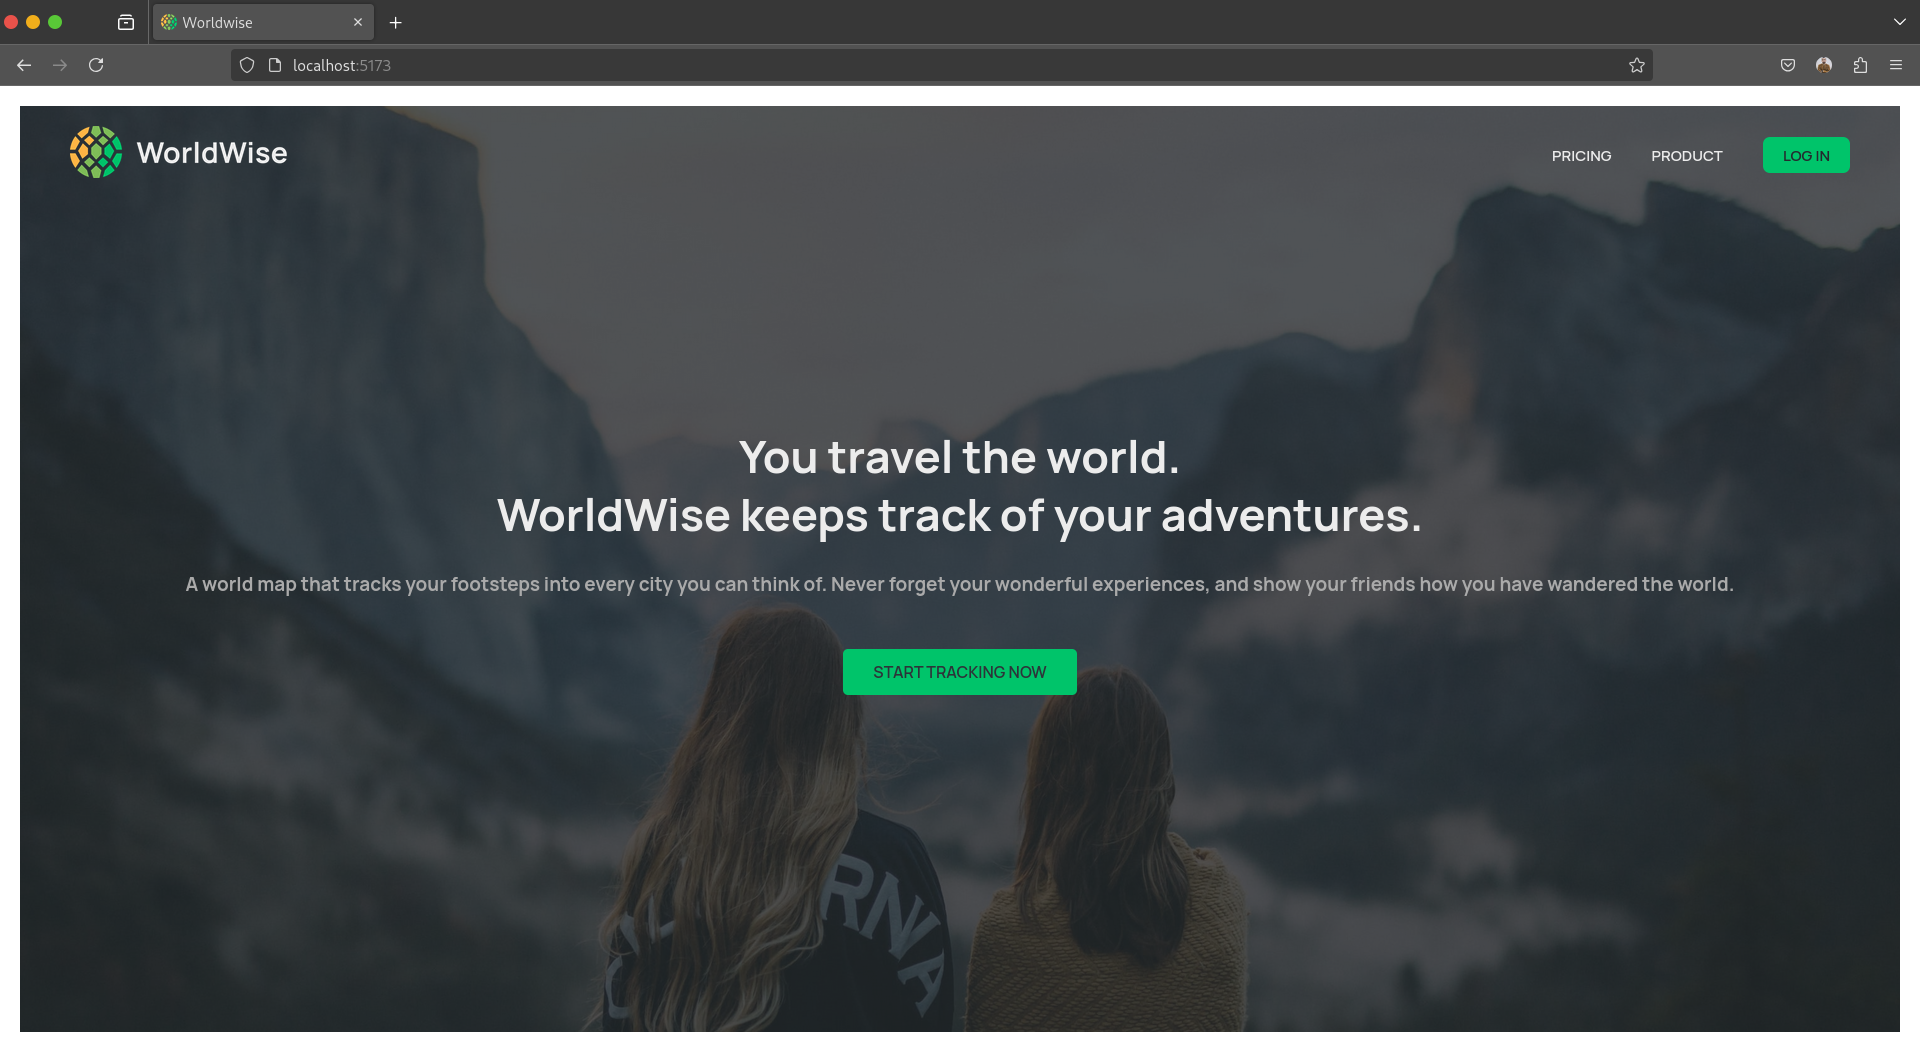 Worldwise
localhost:5173
WorldWise
PRICING
PRODUCT
LOG IN
You travel the world.
WorldWise keeps track of your adventures.
A world map that tracks your footsteps into every city you can think of. Never forget your wonderful experiences, and show your friends how you have wandered the world.
START TRACKING NOW